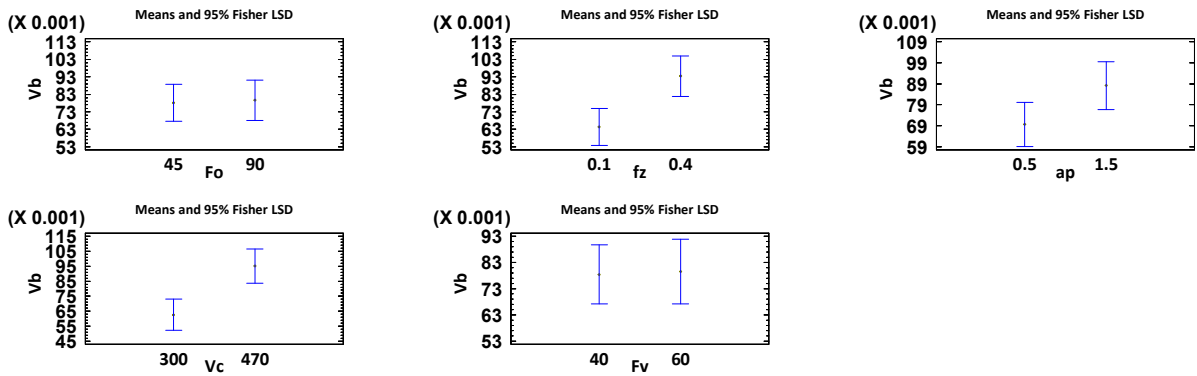 Means and 95% Fisher LSD
(X 0.001)
113
103
93
83
73
63
53
Vb
45 90
Fo
Means and 95% Fisher LSD
(X 0.001)
113
103
93
83
73
63
53
Vb
0.1 0.4
fz
Means and 95% Fisher LSD
(X 0.001)
109
99
89
79
69
59
Vb
0.5 1.5
ap
Means and 95% Fisher LSD
(X 0.001)
115
105
95
85
75
65
55
45
Vb
300 470
Vc
Means and 95% Fisher LSD
(X 0.001)
93
83
73
63
53
Vb
40 60
Fv